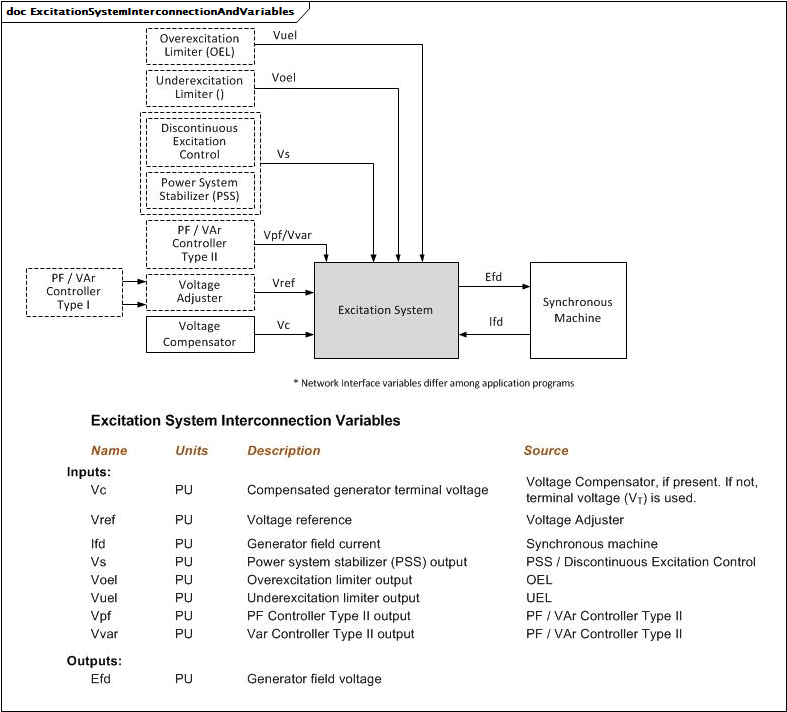 doc ExcitationSystemInterconnectionAndVariables
Overexcitation
Limiter (OEL)
Vuel
Underexcitation
Limiter ()
Voel
Discontinuous
Excitation
Control
Vs
Power System
Stabilizer (PSS)
PF / VAr
Controller
Type II
Vpf/Vvar
PF / VAr
Controller
Type I
Voltage
Adjuster
Vref
Voltage
Compensator
Vc
Excitation System
Efd
Ifd
Synchronous
Machine
* Network Interface variables differ among application programs
Excitation System Interconnection Variables
Name Units Description Source
Inputs:
Vc PU Compensated generator terminal voltage Voltage Compensator, if present. If not,
terminal voltage (VT) is used.
Vref PU Voltage reference Voltage Adjuster
Ifd PU Generator field current Synchronous machine
Vs PU Power system stabilizer (PSS) output PSS / Discontinuous Excitation Control
Voel PU Overexcitation limiter output OEL
Vuel PU Underexcitation limiter output UEL
Vpf PU PF Controller Type II output PF / VAr Controller Type II
Vvar PU Var Controller Type II output PF / VAr Controller Type II
Outputs:
Efd PU Generator field voltage